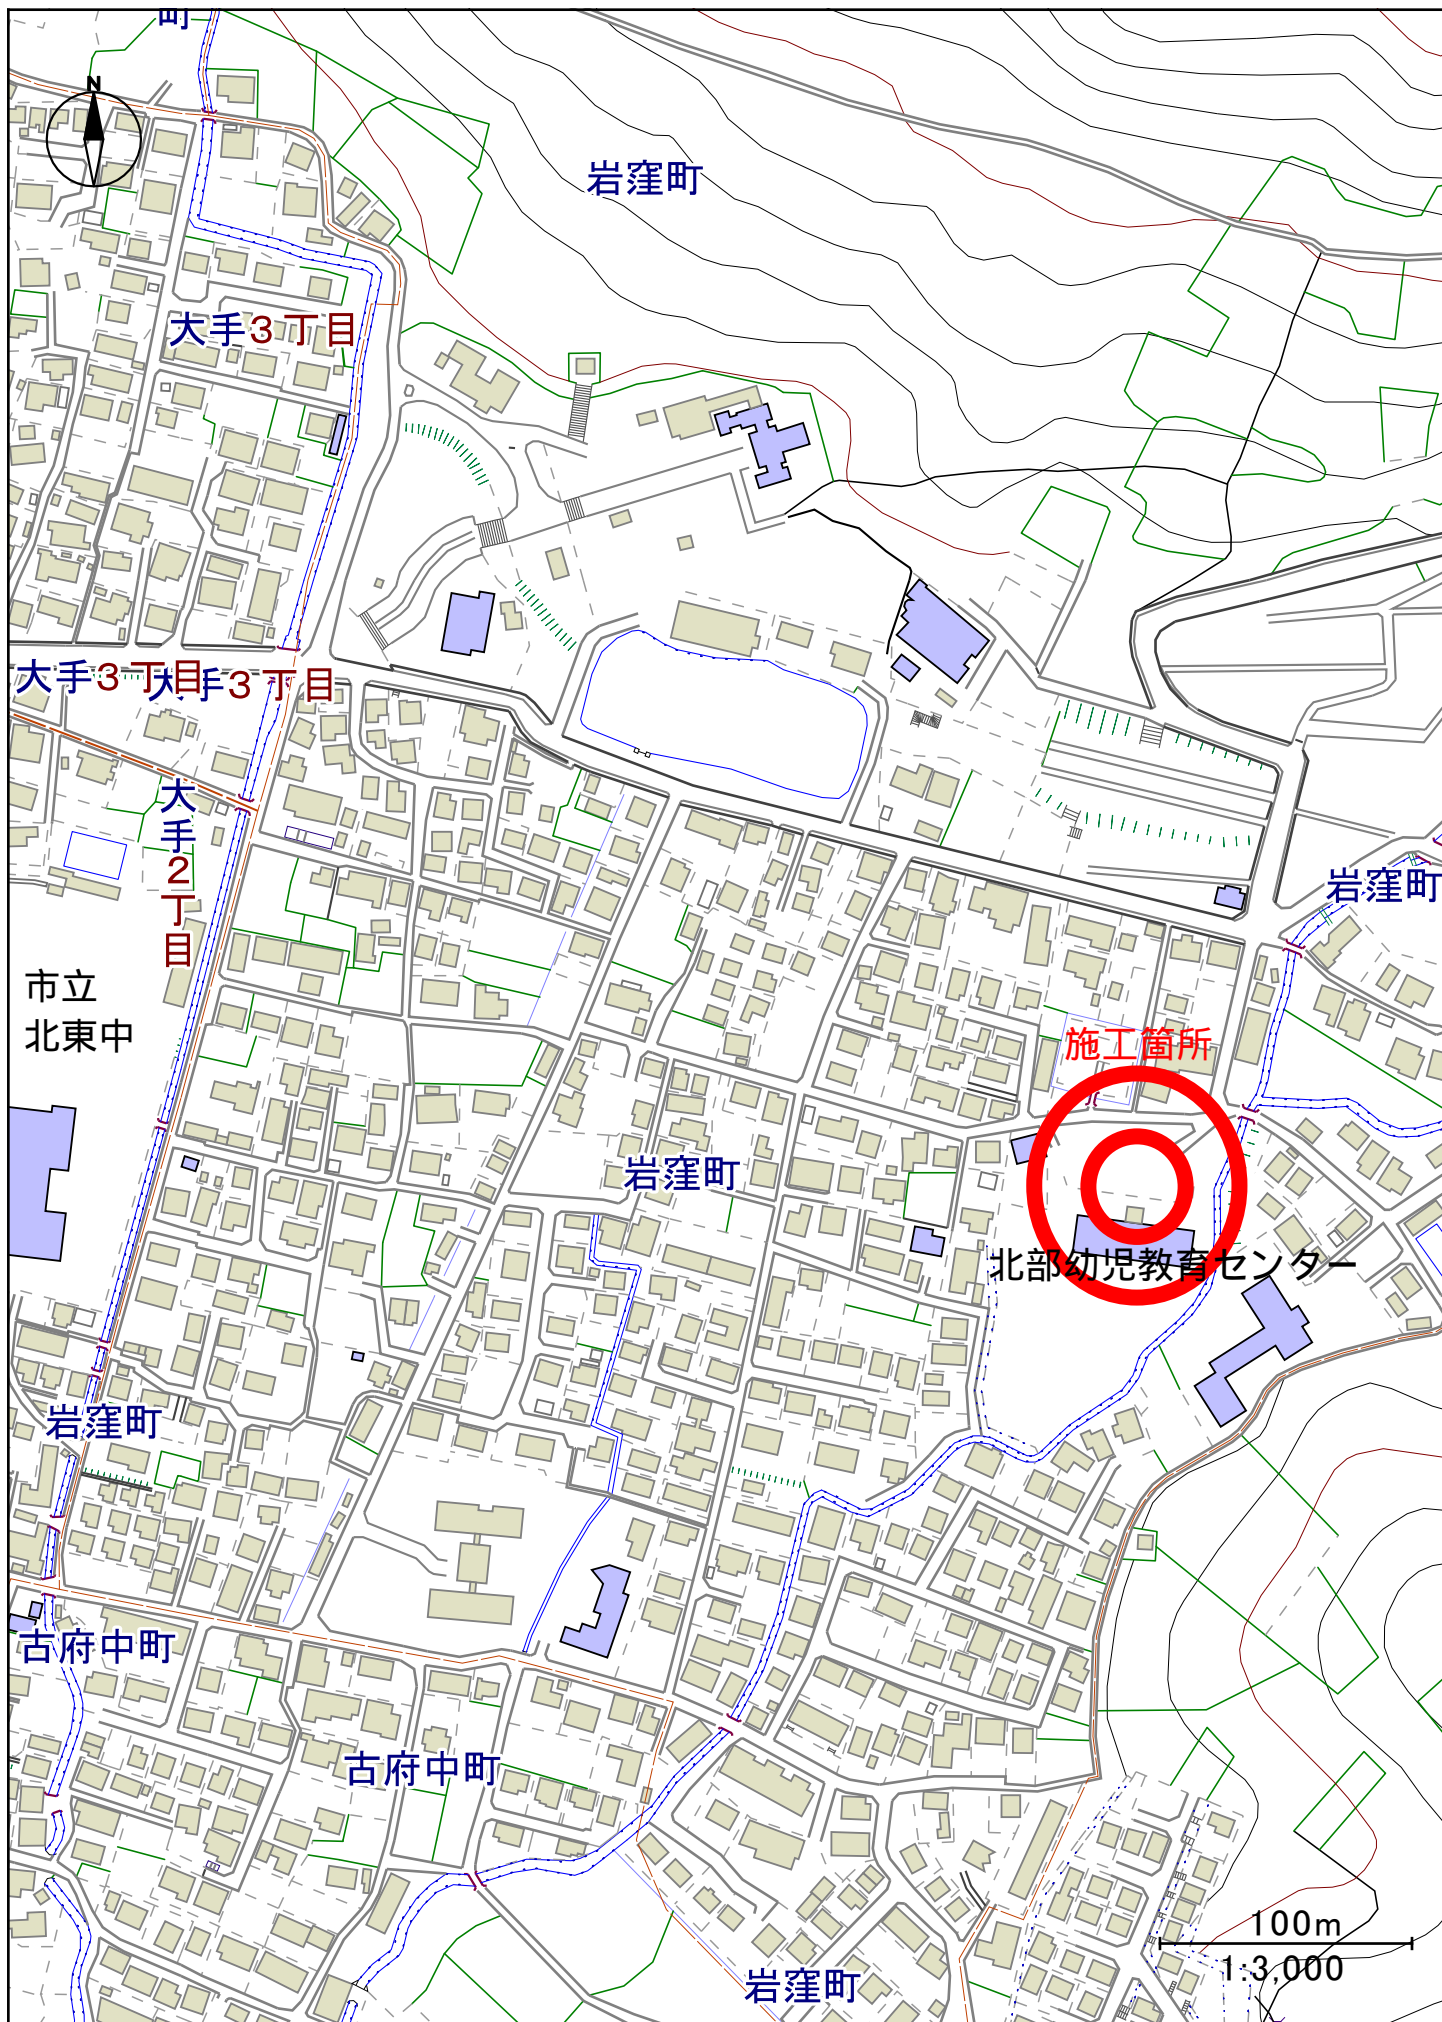 町
N
岩窪町
大手3丁目
大手3丁目
大手3丁目
大手2丁目
岩窪町
市立
北東中
施工箇所
岩窪町
北部幼児教育センター
岩窪町
古府中町
古府中町
100m
1:3,000
岩窪町